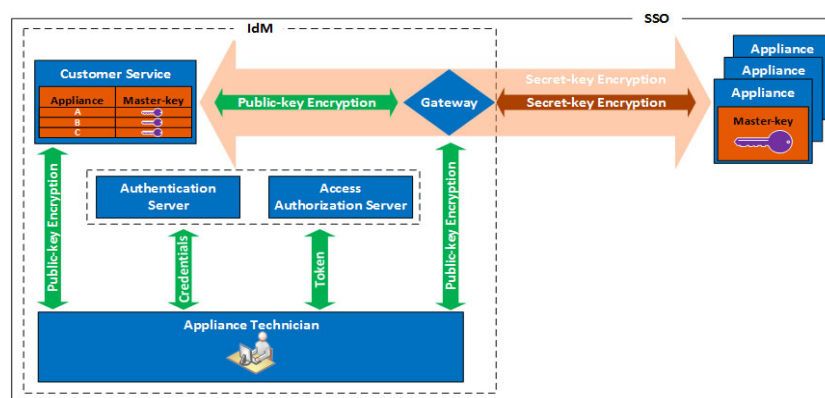 SSO
IdM
Customer Service
Appliance Master-key
A
B
C
Public-key Encryption
Gateway
Secret-key Encryption
Secret-key Encryption
Appliance
Appliance
Appliance
Master-key
Authentication
Server
Access
Authorization Server
Public-key Encryption
Credentials
Token
Public-key Encryption
Appliance Technician